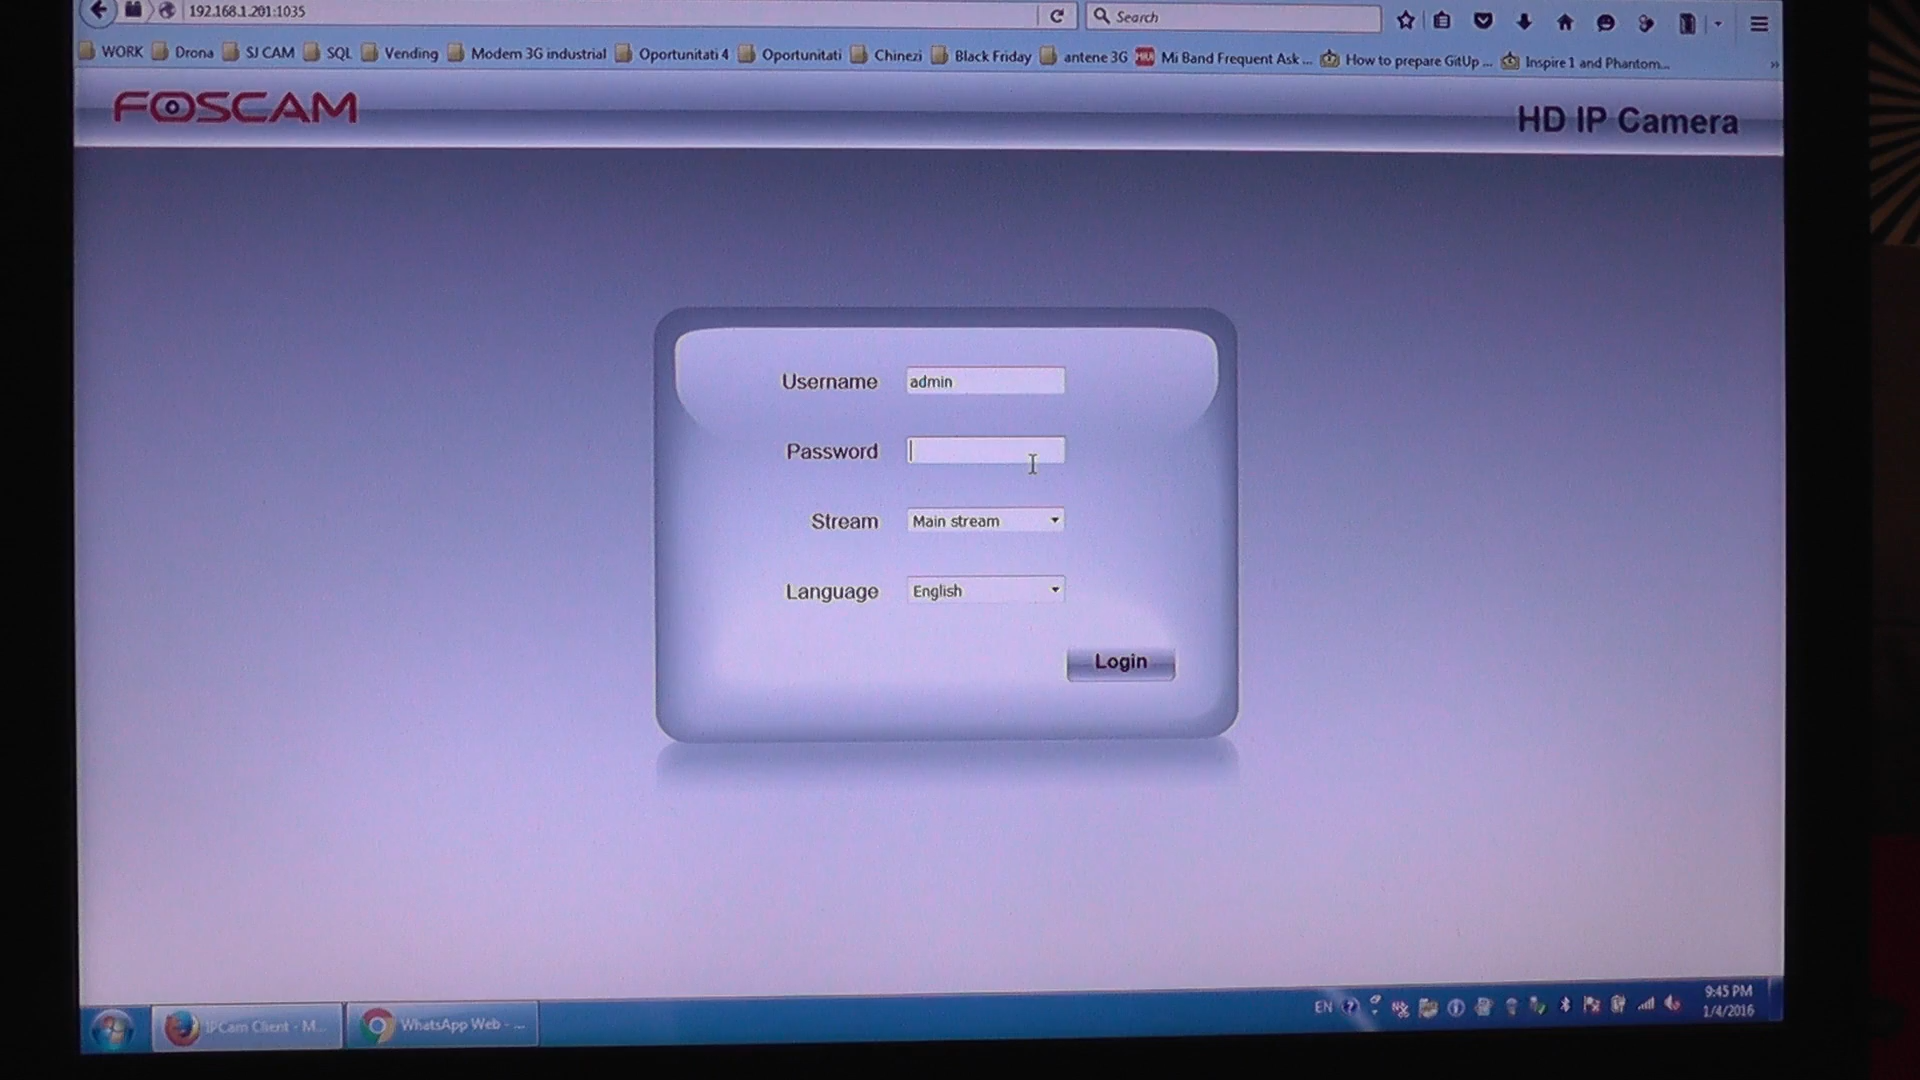 192.168.1.201:1035
Search
WORK Drona SJ CAM SQL Vending Modem 3G industrial Oportunitati 4 Oportunitati Chinezi Black Friday antene 3G Mi Band Frequent Ask ... How to prepare GitUp ... Inspire 1 and Phantom...
FOSCAM
HD IP Camera
Username admin
Password
Stream Main stream
Language English
Login
IPCam Client - M...
WhatsApp Web - ...
EN
9:45 PM
1/4/2016